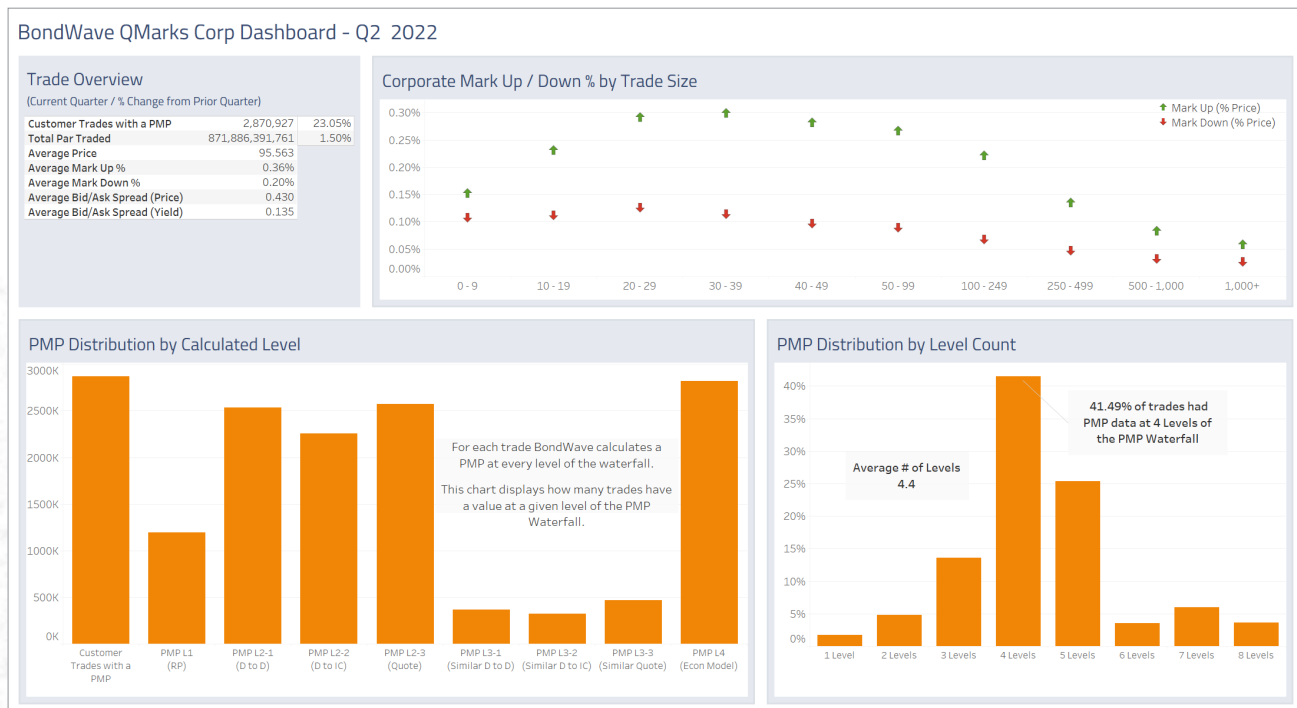 BondWave QMarks Corp Dashboard - Q2 2022
Trade Overview
(Current Quarter / % Change from Prior Quarter)
Customer Trades with a PMP 2,870,927 23.05%
Total Par Traded 871,886,391,761 1.50%
Average Price 95.563
Average Mark Up % 0.36%
Average Mark Down % 0.20%
Average Bid/Ask Spread (Price) 0.430
Average Bid/Ask Spread (Yield) 0.135
Corporate Mark Up / Down % by Trade Size
Mark Up (% Price)
Mark Down (% Price)
0.30%
0.25%
0.20%
0.15%
0.10%
0.05%
0.00%
0 - 9 10 - 19 20 - 29 30 - 39 40 - 49 50 - 99 100 - 249 250 - 499 500 - 1,000 1,000+
PMP Distribution by Calculated Level
3000K
2500K
2000K
1500K
1000K
500K
0K
For each trade BondWave calculates a
PMP at every level of the waterfall.
This chart displays how many trades have
a value at a given level of the PMP
Waterfall.
Customer PMP L1 PMP L2-1 PMP L2-2 PMP L2-3 PMP L3-1 PMP L3-2 PMP L3-3 PMP L4
Trades with a (RP) (D to D) (D to IC) (Quote) (Similar D to D) (Similar D to IC) (Similar Quote) (Econ Model)
PMP
PMP Distribution by Level Count
40%
35%
30%
25%
20%
15%
10%
5%
0%
41.49% of trades had
PMP data at 4 Levels of
the PMP Waterfall
Average # of Levels
4.4
1 Level 2 Levels 3 Levels 4 Levels 5 Levels 6 Levels 7 Levels 8 Levels